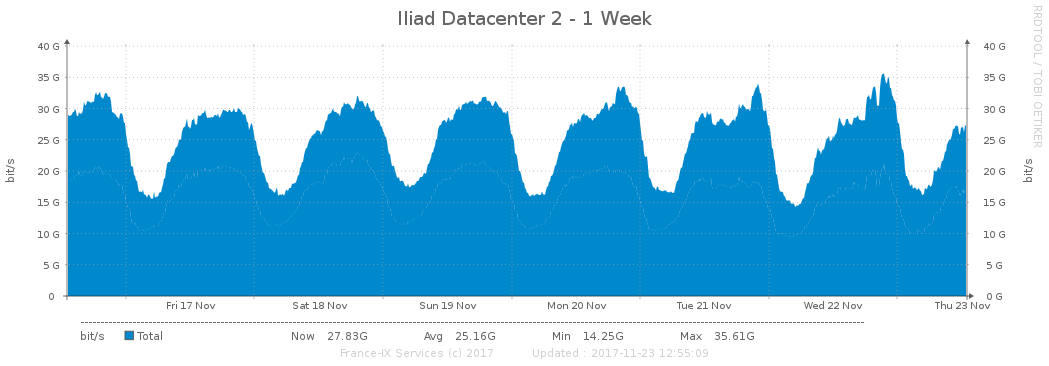 Iliad Datacenter 2 - 1 Week
RRDTOOL / TOBI OETIKER
40 G 40 G
35 G 35 G
30 G 30 G
25 G 25 G
20 G 20 G
15 G 15 G
10 G 10 G
5 G 5 G
0 0 G
bit/s
bit/s
Fri 17 Nov Sat 18 Nov Sun 19 Nov Mon 20 Nov Tue 21 Nov Wed 22 Nov Thu 23 Nov
bit/s Total Now 27.83G Avg 25.16G Min 14.25G Max 35.61G
France-IX Services (c) 2017 Updated : 2017-11-23 12:55:09